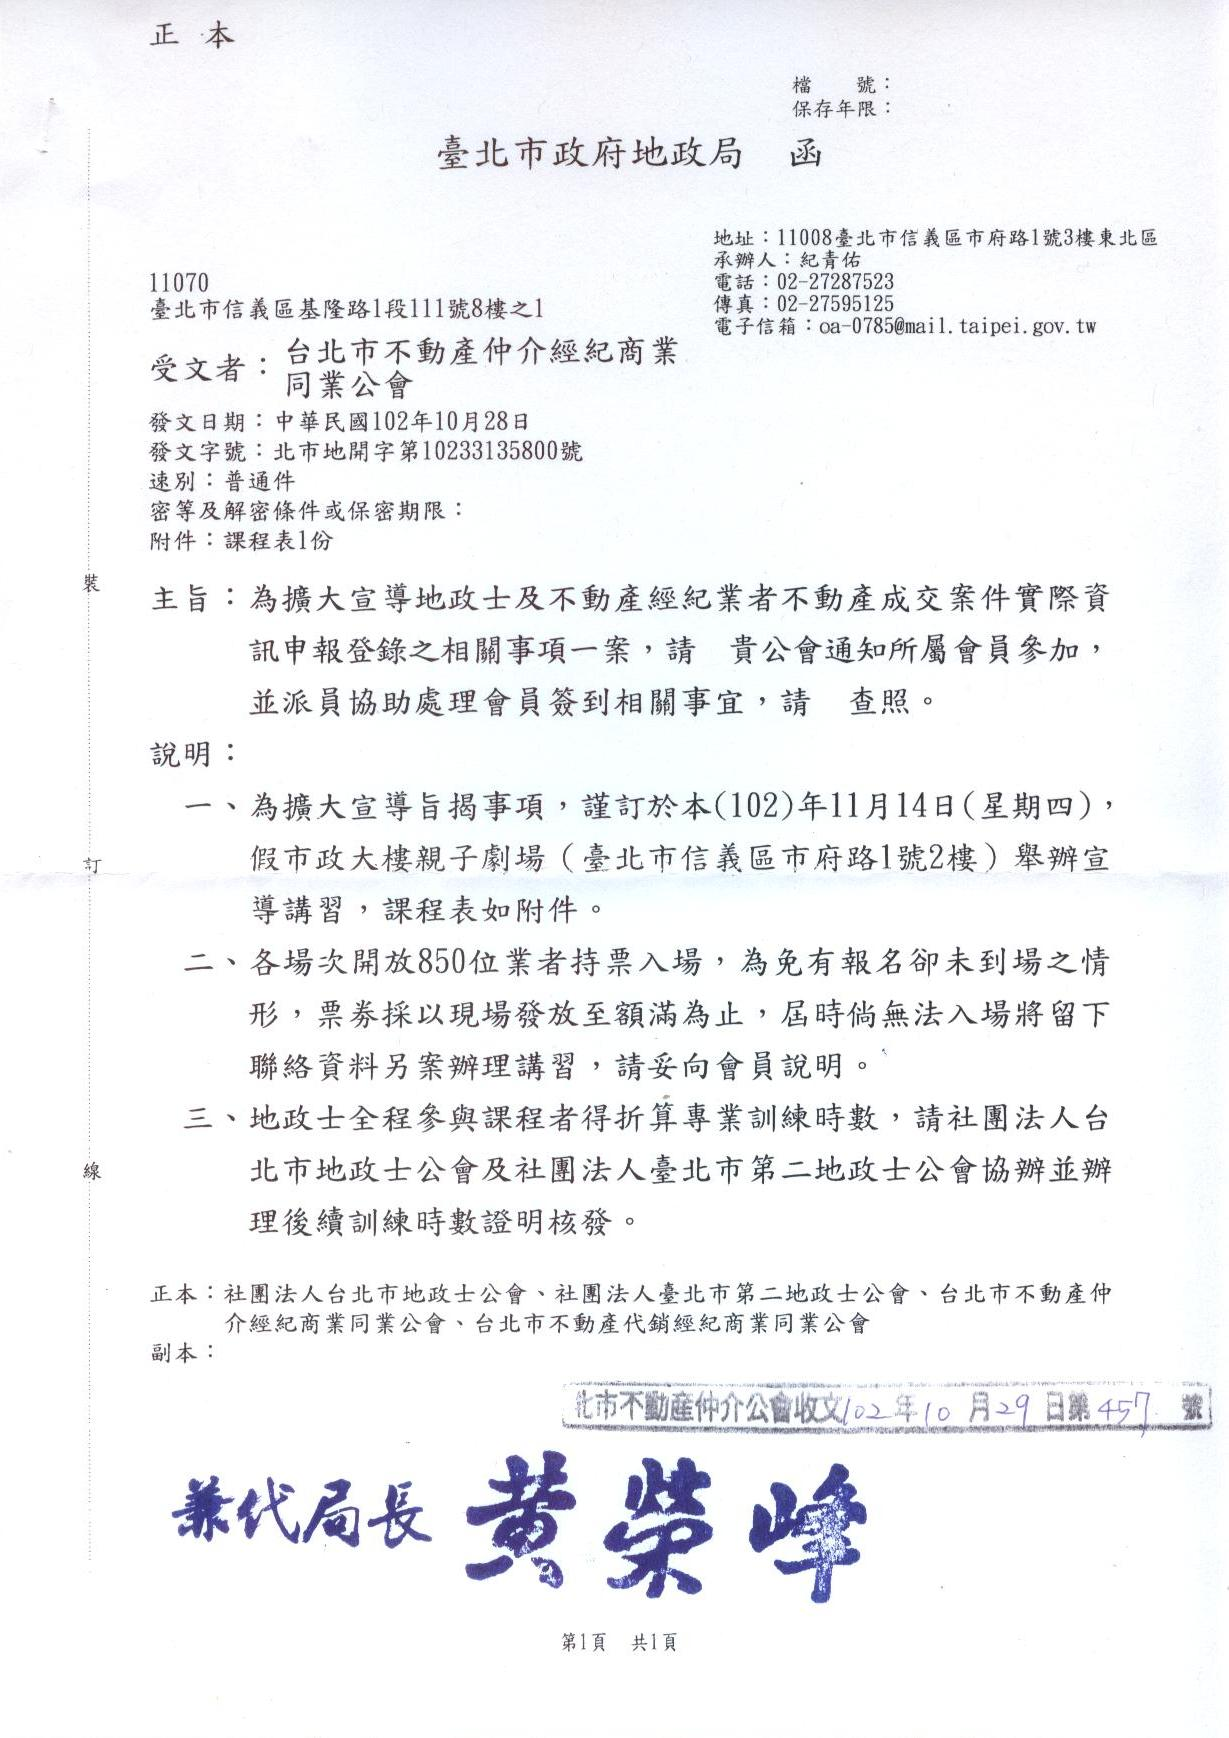 正 本
檔 號：
保存年限：
臺北市政府地政局 函
地址：11008臺北市信義區市府路1號3樓東北區
承辦人：紀青佑
電話：02-27287523
傳真：02-27595125
電子信箱：oa-0785@mail.taipei.gov.tw
11070
臺北市信義區基隆路1段111號8樓之1
受文者：台北市不動產仲介經紀商業
同業公會
發文日期：中華民國102年10月28日
發文字號：北市地開字第10233135800號
速別：普通件
密等及解密條件或保密期限：
附件：課程表1份
主旨：為擴大宣導地政士及不動產經紀業者不動產成交案件實際資
訊申報登錄之相關事項一案，請 貴公會通知所屬會員參加，
並派員協助處理會員簽到相關事宜，請 查照。
說明：
一、為擴大宣導旨揭事項，謹訂於本(102)年11月14日(星期四)，
假市政大樓親子劇場（臺北市信義區市府路1號2樓）舉辦宣
導講習，課程表如附件。
二、各場次開放850位業者持票入場，為免有報名卻未到場之情
形，票券採以現場發放至額滿為止，屆時倘無法入場將留下
聯絡資料另案辦理講習，請妥向會員說明。
三、地政士全程參與課程者得折算專業訓練時數，請社團法人台
北市地政士公會及社團法人臺北市第二地政士公會協辦並辦
理後續訓練時數證明核發。
正本：社團法人台北市地政士公會、社團法人臺北市第二地政士公會、台北市不動產仲
介經紀商業同業公會、台北市不動產代銷經紀商業同業公會
副本：
北市不動產仲介公會收文102年10月29日第457號
兼代局長 黃榮峰
第1頁 共1頁
裝
訂
線